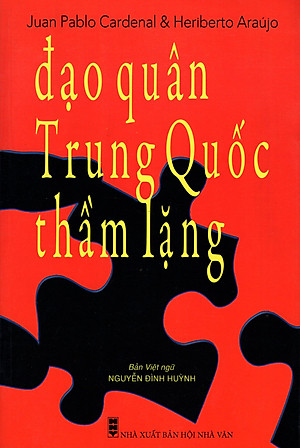 Juan Pablo Cardenal & Heriberto Araújo
đạo quân
Trung Quốc
thầm lặng
Bản Việt ngữ
NGUYỄN ĐÌNH HUỲNH
NHÀ XUẤT BẢN HỘI NHÀ VĂN